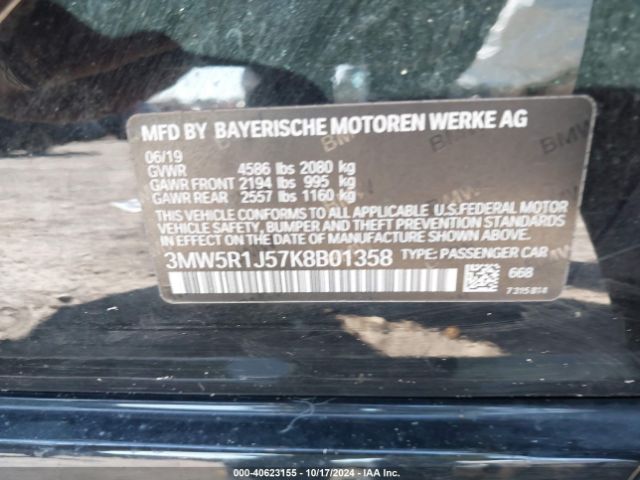 MFD BY BAYERISCHE MOTOREN WERKE AG
06/19
GVWR 4586 lbs 2080 kg
GAWR FRONT 2194 lbs 995 kg
GAWR REAR 2557 lbs 1160 kg
THIS VEHICLE CONFORMS TO ALL APPLICABLE U.S.FEDERAL MOTOR
VEHICLE SAFETY, BUMPER AND THEFT PREVENTION STANDARDS
IN EFFECT ON THE DATE OF MANUFACTURE SHOWN ABOVE.
3MW5R1J57K8B01358 TYPE: PASSENGER CAR
668
7315814
000-40623155 - 10/17/2024 - IAA Inc.